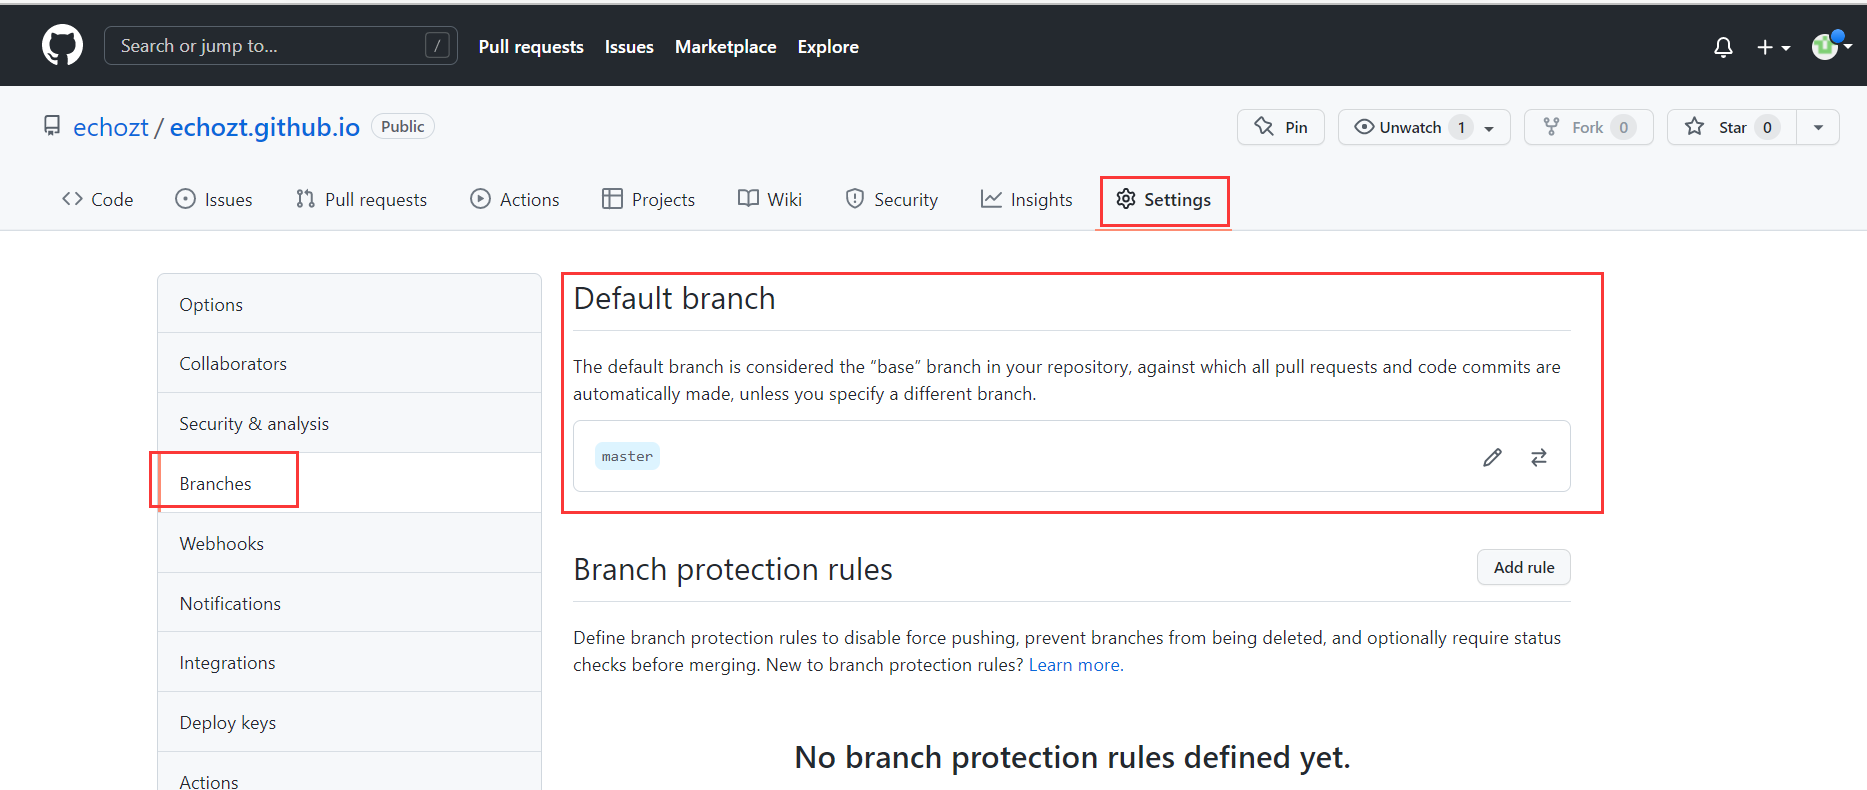 Search or jump to... /
Pull requests Issues Marketplace Explore
echozt / echozt.github.io Public
Pin Unwatch 1 Fork 0 Star 0
Code Issues Pull requests Actions Projects Wiki Security Insights Settings
Options
Collaborators
Security & analysis
Branches
Webhooks
Notifications
Integrations
Deploy keys
Actions
Default branch
The default branch is considered the “base” branch in your repository, against which all pull requests and code commits are
automatically made, unless you specify a different branch.
master
Branch protection rules
Add rule
Define branch protection rules to disable force pushing, prevent branches from being deleted, and optionally require status
checks before merging. New to branch protection rules? Learn more.
No branch protection rules defined yet.